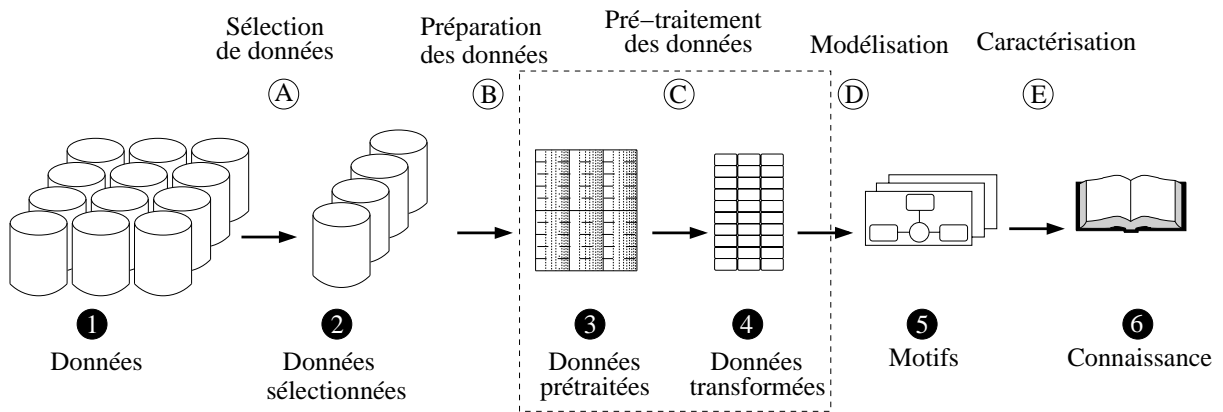 Sélection
de données
A
Préparation
des données
B
Pré–traitement
des données
C
Modélisation
D
Caractérisation
E
1
Données
2
Données
sélectionnées
3
Données
prétraitées
4
Données
transformées
5
Motifs
6
Connaissance